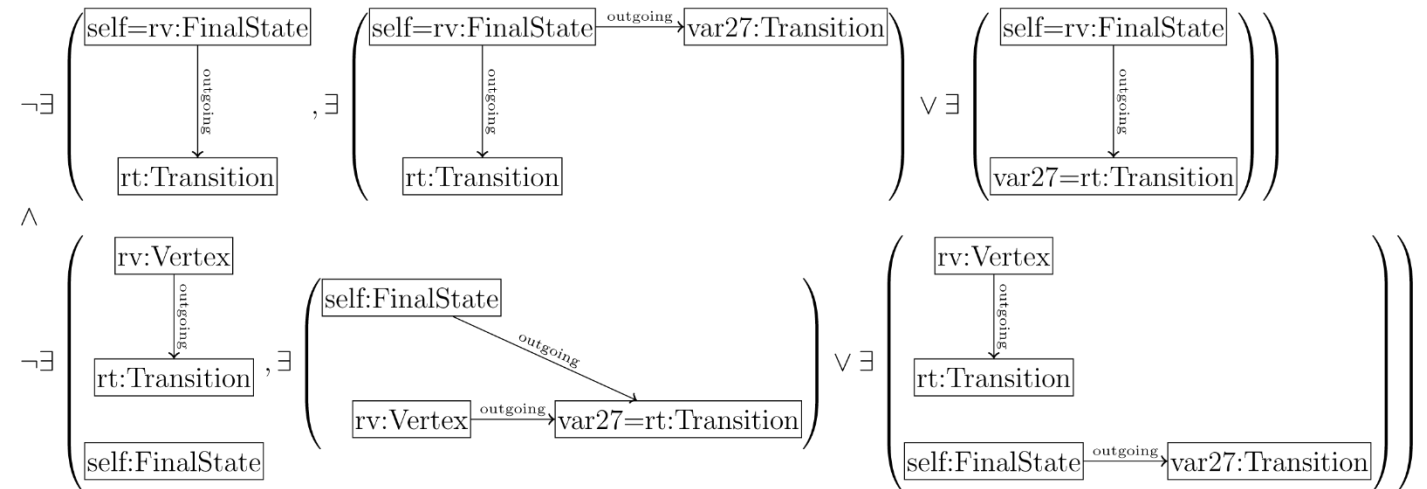 ¬∃ ( self=rv:FinalState outgoing rt:Transition , ∃ ( self=rv:FinalState outgoing var27:Transition outgoing rt:Transition ) ∨ ∃ ( self=rv:FinalState outgoing var27=rt:Transition ) )
∧
¬∃ ( rv:Vertex outgoing rt:Transition self:FinalState , ∃ ( self:FinalState outgoing rv:Vertex outgoing var27=rt:Transition ) ∨ ∃ ( rv:Vertex outgoing rt:Transition self:FinalState outgoing var27:Transition ) )